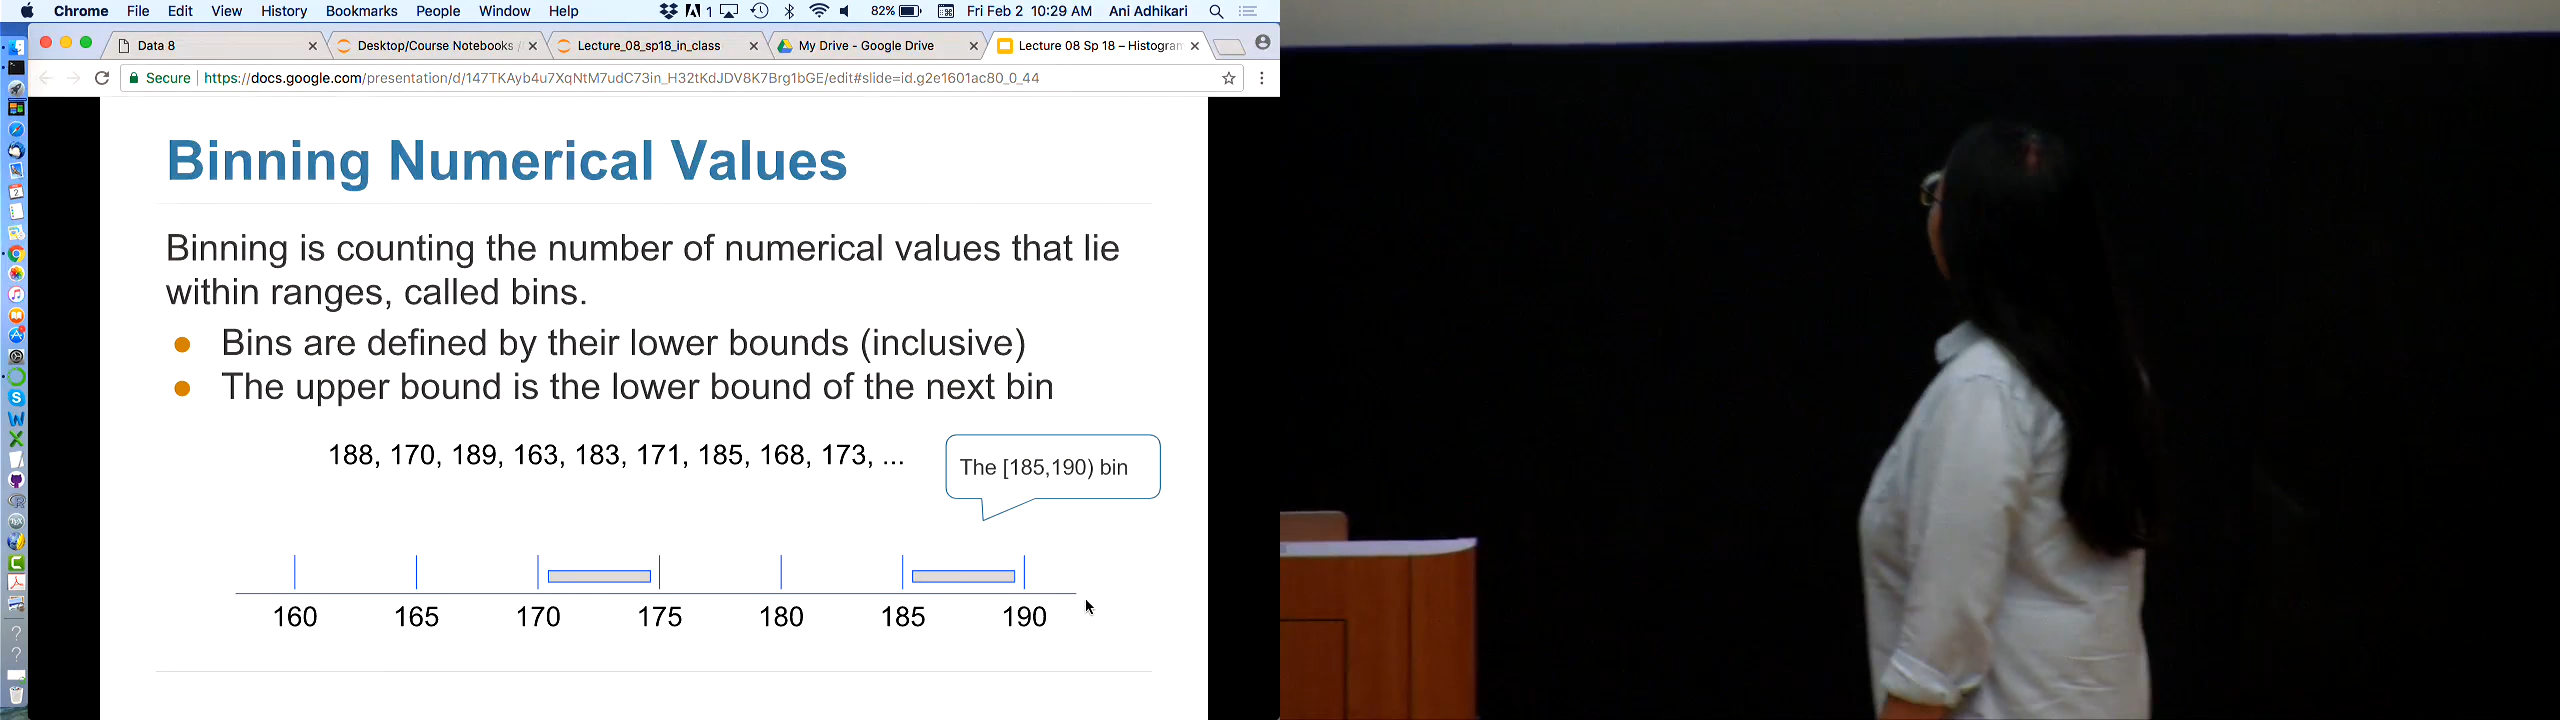 Chrome File Edit View History Bookmarks People Window Help 1 82% Fri Feb 2 10:29 AM Ani Adhikari
Data 8 Desktop/Course Notebooks Lecture_08_sp18_in_class My Drive - Google Drive Lecture 08 Sp 18 – Histogram
Secure https://docs.google.com/presentation/d/147TKAyb4u7XqNtM7udC73in_H32tKdJDV8K7Brg1bGE/edit#slide=id.g2e1601ac80_0_44
Binning Numerical Values
Binning is counting the number of numerical values that lie
within ranges, called bins.
● Bins are defined by their lower bounds (inclusive)
● The upper bound is the lower bound of the next bin
188, 170, 189, 163, 183, 171, 185, 168, 173, ...
The [185,190) bin
160 165 170 175 180 185 190